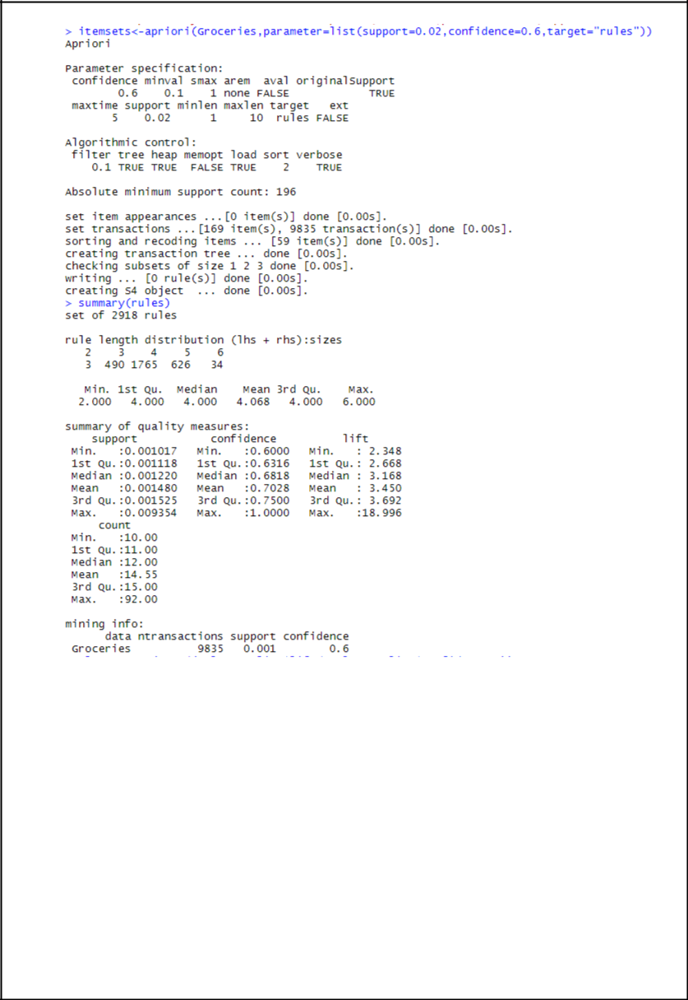 > itemsets<-apriori(Groceries,parameter=list(support=0.02,confidence=0.6,target="rules"))
Apriori

Parameter specification:
 confidence minval smax arem  aval originalSupport
        0.6    0.1    1 none FALSE            TRUE
 maxtime support minlen maxlen target   ext
       5    0.02      1     10  rules FALSE

Algorithmic control:
 filter tree heap memopt load sort verbose
    0.1 TRUE TRUE  FALSE TRUE    2    TRUE

Absolute minimum support count: 196

set item appearances ...[0 item(s)] done [0.00s].
set transactions ...[169 item(s), 9835 transaction(s)] done [0.00s].
sorting and recoding items ... [59 item(s)] done [0.00s].
creating transaction tree ... done [0.00s].
checking subsets of size 1 2 3 done [0.00s].
writing ... [0 rule(s)] done [0.00s].
creating S4 object  ... done [0.00s].
> summary(rules)
set of 2918 rules

rule length distribution (lhs + rhs):sizes
   2    3    4    5    6
   3  490 1765  626   34

   Min. 1st Qu.  Median    Mean 3rd Qu.    Max.
  2.000   4.000   4.000   4.068   4.000   6.000

summary of quality measures:
    support           confidence          lift
 Min.   :0.001017   Min.   :0.6000   Min.   : 2.348
 1st Qu.:0.001118   1st Qu.:0.6316   1st Qu.: 2.668
 Median :0.001220   Median :0.6818   Median : 3.168
 Mean   :0.001480   Mean   :0.7028   Mean   : 3.450
 3rd Qu.:0.001525   3rd Qu.:0.7500   3rd Qu.: 3.692
 Max.   :0.009354   Max.   :1.0000   Max.   :18.996
     count
 Min.   :10.00
 1st Qu.:11.00
 Median :12.00
 Mean   :14.55
 3rd Qu.:15.00
 Max.   :92.00

mining info:
      data ntransactions support confidence
 Groceries          9835   0.001        0.6